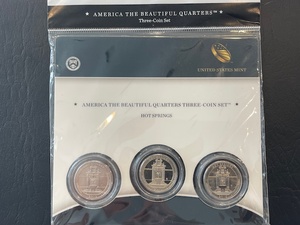 AMERICA THE BEAUTIFUL QUARTERS™
Three-Coin Set
UNITED STATES MINT
AMERICA THE BEAUTIFUL QUARTERS THREE-COIN SET™
HOT SPRINGS